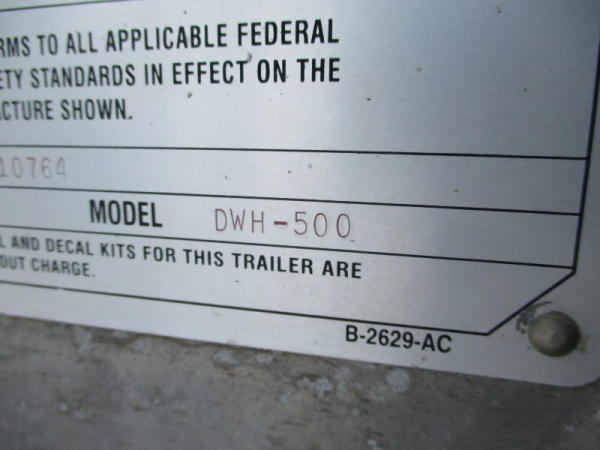 RMS TO ALL APPLICABLE FEDERAL
ETY STANDARDS IN EFFECT ON THE
ACTURE SHOWN.
10764
MODEL DWH-500
L AND DECAL KITS FOR THIS TRAILER ARE
OUT CHARGE.
B-2629-AC